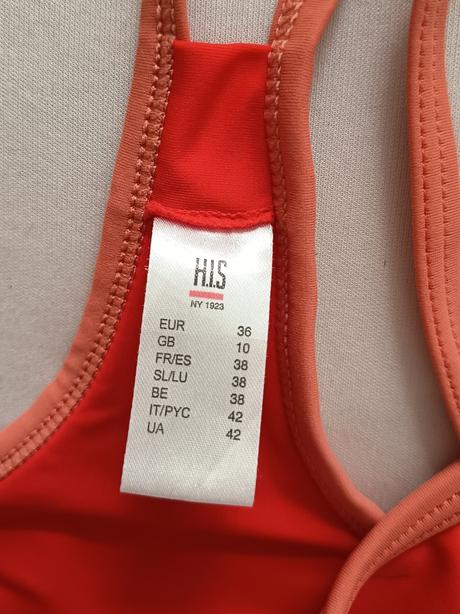 H.I.S
NY 1923
EUR 36
GB 10
FR/ES 38
SL/LU 38
BE 38
IT/PYC 42
UA 42